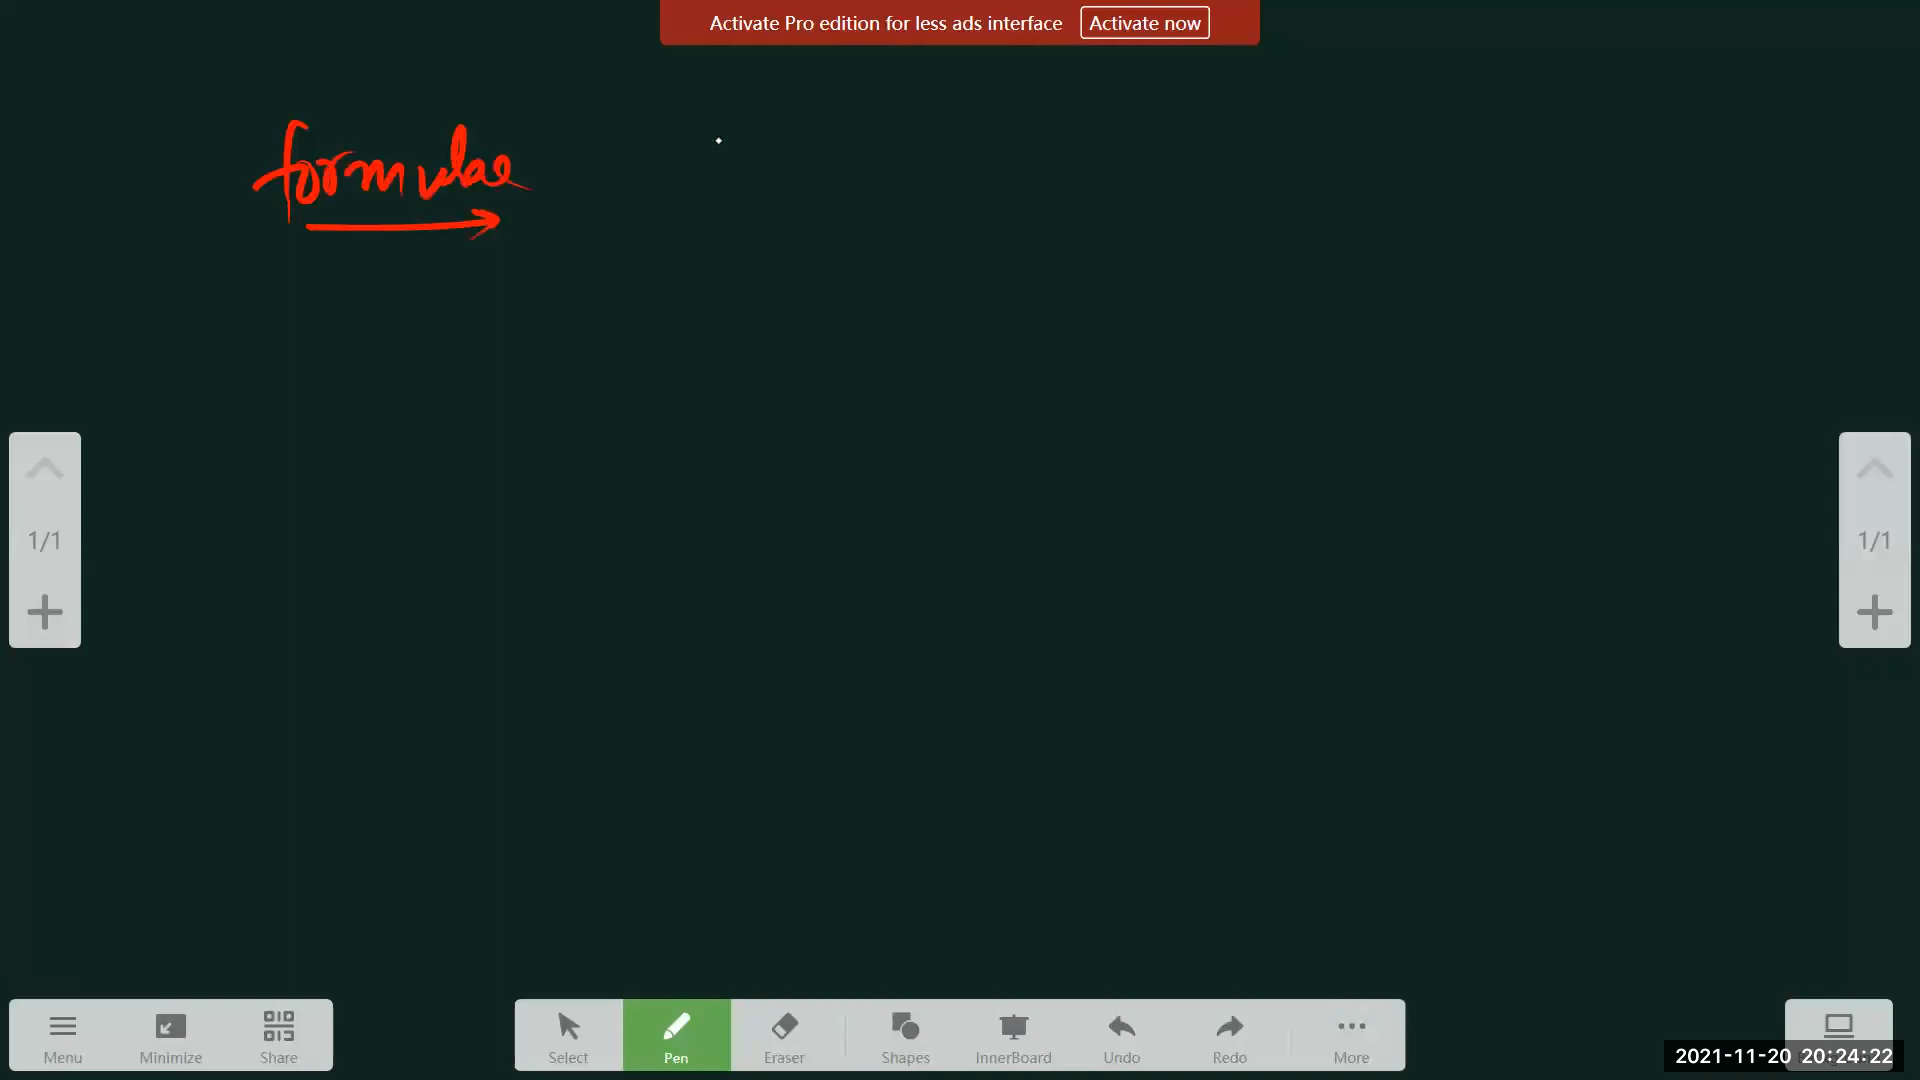 Activate Pro edition for less ads interface Activate now
formulae
1/1 1/1
Menu Minimize Share Select Pen Eraser Shapes InnerBoard Undo Redo More
2021-11-20 20:24:22